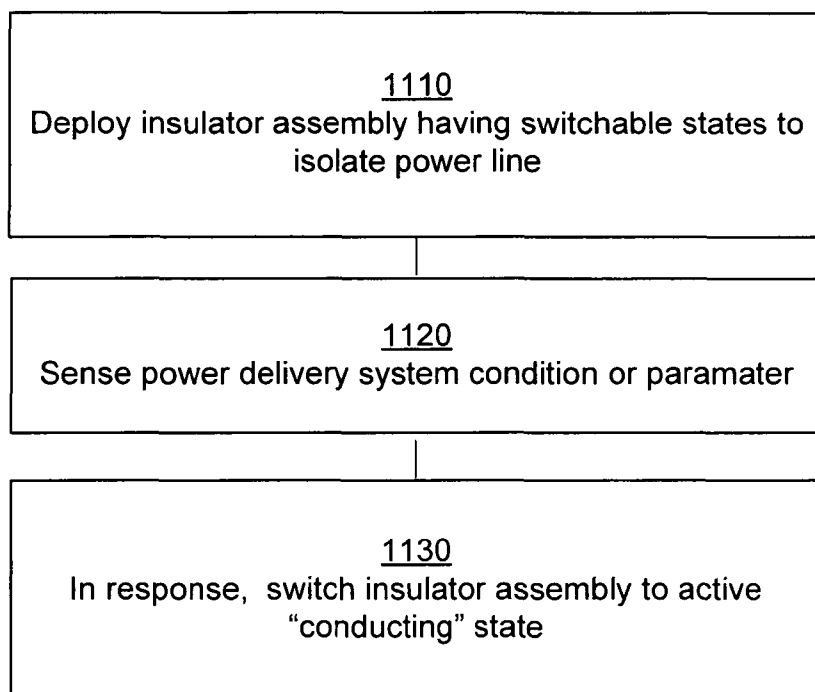 1110
Deploy insulator assembly having switchable states to
isolate power line
1120
Sense power delivery system condition or paramater
1130
In response, switch insulator assembly to active
“conducting” state